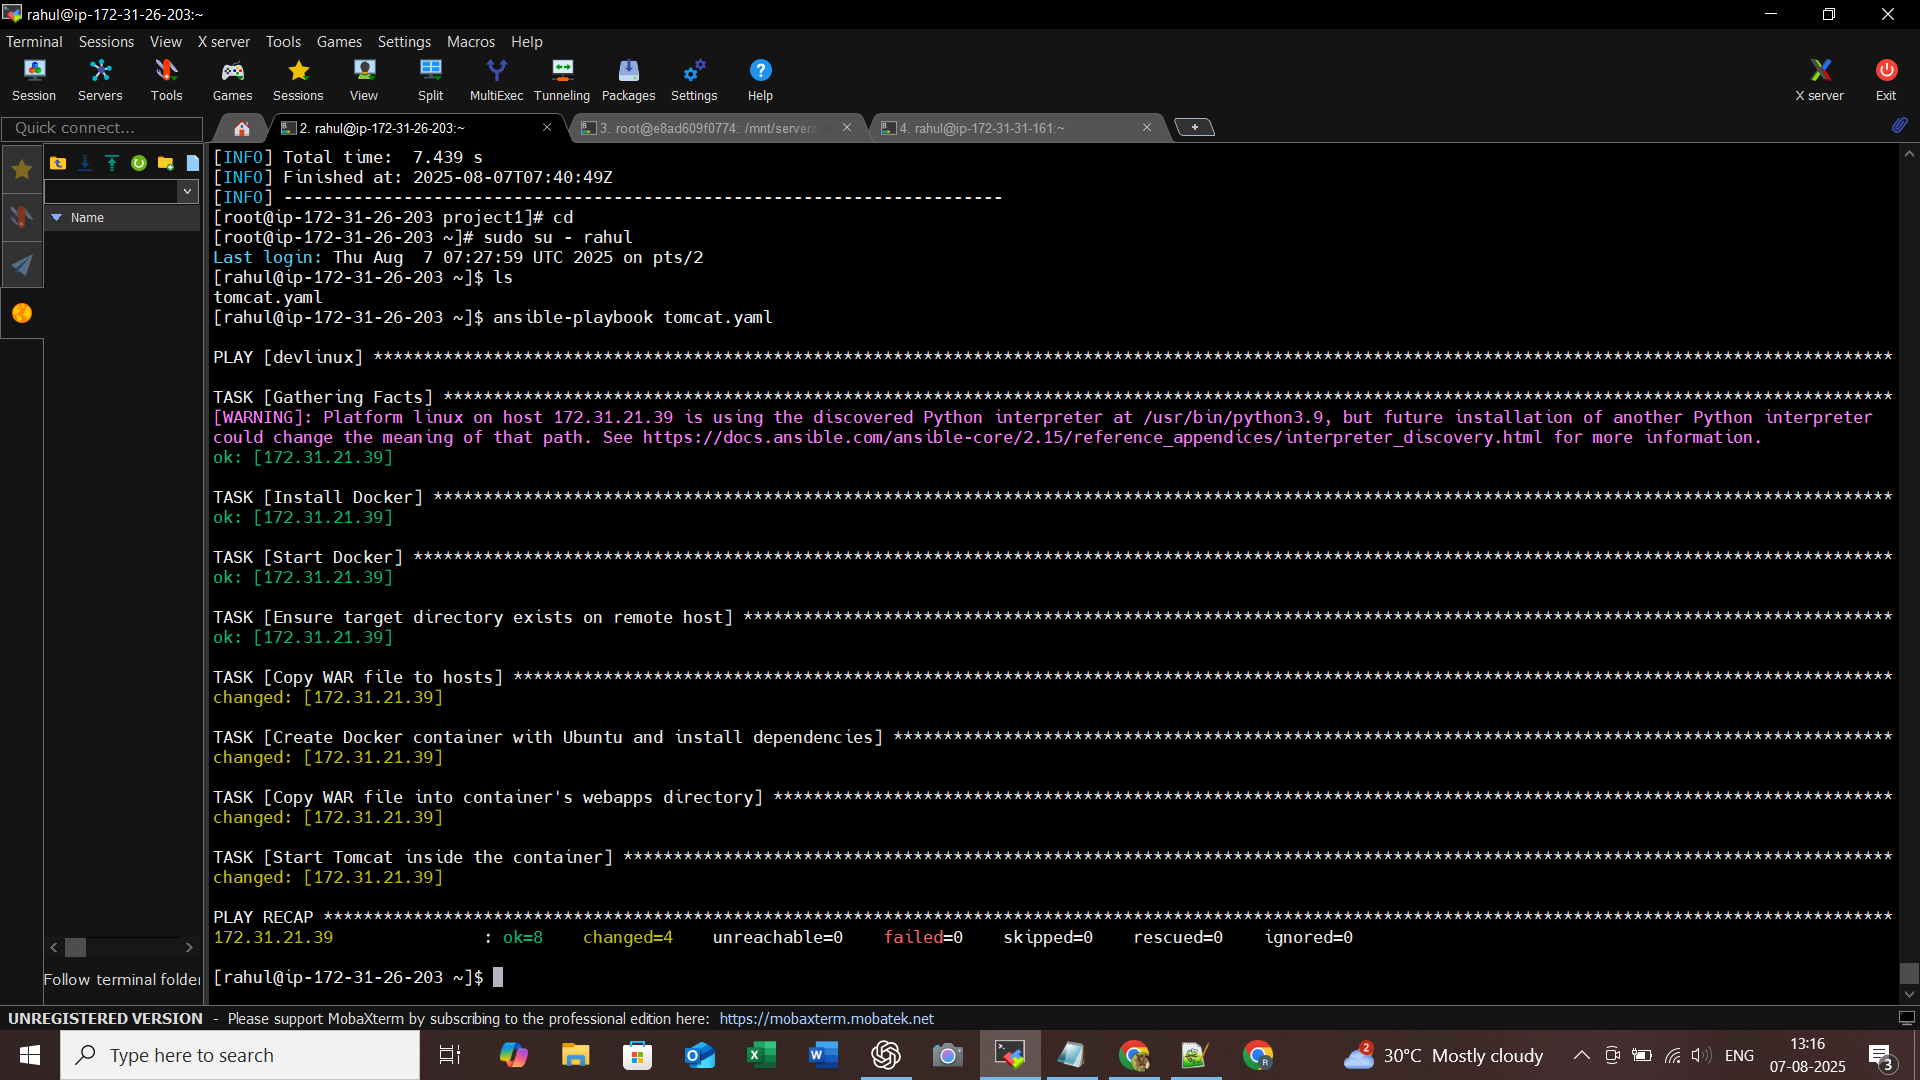 rahul@ip-172-31-26-203:~
Terminal Sessions View X server Tools Games Settings Macros Help
Session Servers Tools Games Sessions View Split MultiExec Tunneling Packages Settings Help X server Exit
Quick connect...
2. rahul@ip-172-31-26-203:~
3. root@e8ad609f0774: /mnt/servers
4. rahul@ip-172-31-31-161:~
Name
[INFO] Total time:  7.439 s
[INFO] Finished at: 2025-08-07T07:40:49Z
[INFO] ------------------------------------------------------------------------
[root@ip-172-31-26-203 project1]# cd
[root@ip-172-31-26-203 ~]# sudo su - rahul
Last login: Thu Aug  7 07:27:59 UTC 2025 on pts/2
[rahul@ip-172-31-26-203 ~]$ ls
tomcat.yaml
[rahul@ip-172-31-26-203 ~]$ ansible-playbook tomcat.yaml
PLAY [devlinux] ********************************************************************************************************************************************************
TASK [Gathering Facts] *************************************************************************************************************************************************
[WARNING]: Platform linux on host 172.31.21.39 is using the discovered Python interpreter at /usr/bin/python3.9, but future installation of another Python interpreter
could change the meaning of that path. See https://docs.ansible.com/ansible-core/2.15/reference_appendices/interpreter_discovery.html for more information.
ok: [172.31.21.39]
TASK [Install Docker] **************************************************************************************************************************************************
ok: [172.31.21.39]
TASK [Start Docker] ****************************************************************************************************************************************************
ok: [172.31.21.39]
TASK [Ensure target directory exists on remote host] *******************************************************************************************************************
ok: [172.31.21.39]
TASK [Copy WAR file to hosts] ******************************************************************************************************************************************
changed: [172.31.21.39]
TASK [Create Docker container with Ubuntu and install dependencies] ****************************************************************************************************
changed: [172.31.21.39]
TASK [Copy WAR file into container's webapps directory] ****************************************************************************************************************
changed: [172.31.21.39]
TASK [Start Tomcat inside the container] *******************************************************************************************************************************
changed: [172.31.21.39]
PLAY RECAP *************************************************************************************************************************************************************
172.31.21.39               : ok=8    changed=4    unreachable=0    failed=0    skipped=0    rescued=0    ignored=0
[rahul@ip-172-31-26-203 ~]$
Follow terminal folder
UNREGISTERED VERSION - Please support MobaXterm by subscribing to the professional edition here: https://mobaxterm.mobatek.net
Type here to search
2
30°C Mostly cloudy
ENG
13:16
07-08-2025
3